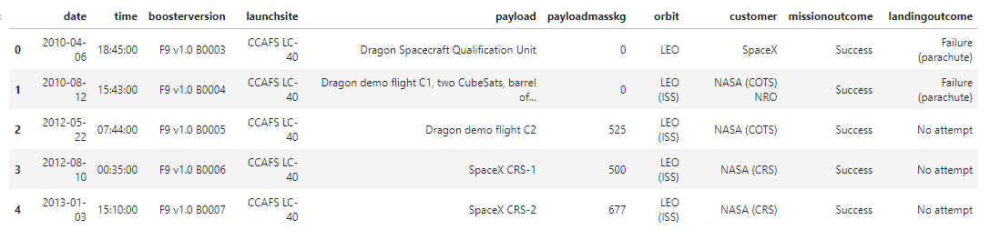 date time boosterversion launchsite payload payloadmasskg orbit customer missionoutcome landingoutcome
0 2010-04-06 18:45:00 F9 v1.0 B0003 CCAFS LC-40 Dragon Spacecraft Qualification Unit 0 LEO SpaceX Success Failure (parachute)
1 2010-08-12 15:43:00 F9 v1.0 B0004 CCAFS LC-40 Dragon demo flight C1, two CubeSats, barrel of... 0 LEO (ISS) NASA (COTS) NRO Success Failure (parachute)
2 2012-05-22 07:44:00 F9 v1.0 B0005 CCAFS LC-40 Dragon demo flight C2 525 LEO (ISS) NASA (COTS) Success No attempt
3 2012-08-10 00:35:00 F9 v1.0 B0006 CCAFS LC-40 SpaceX CRS-1 500 LEO (ISS) NASA (CRS) Success No attempt
4 2013-01-03 15:10:00 F9 v1.0 B0007 CCAFS LC-40 SpaceX CRS-2 677 LEO (ISS) NASA (CRS) Success No attempt